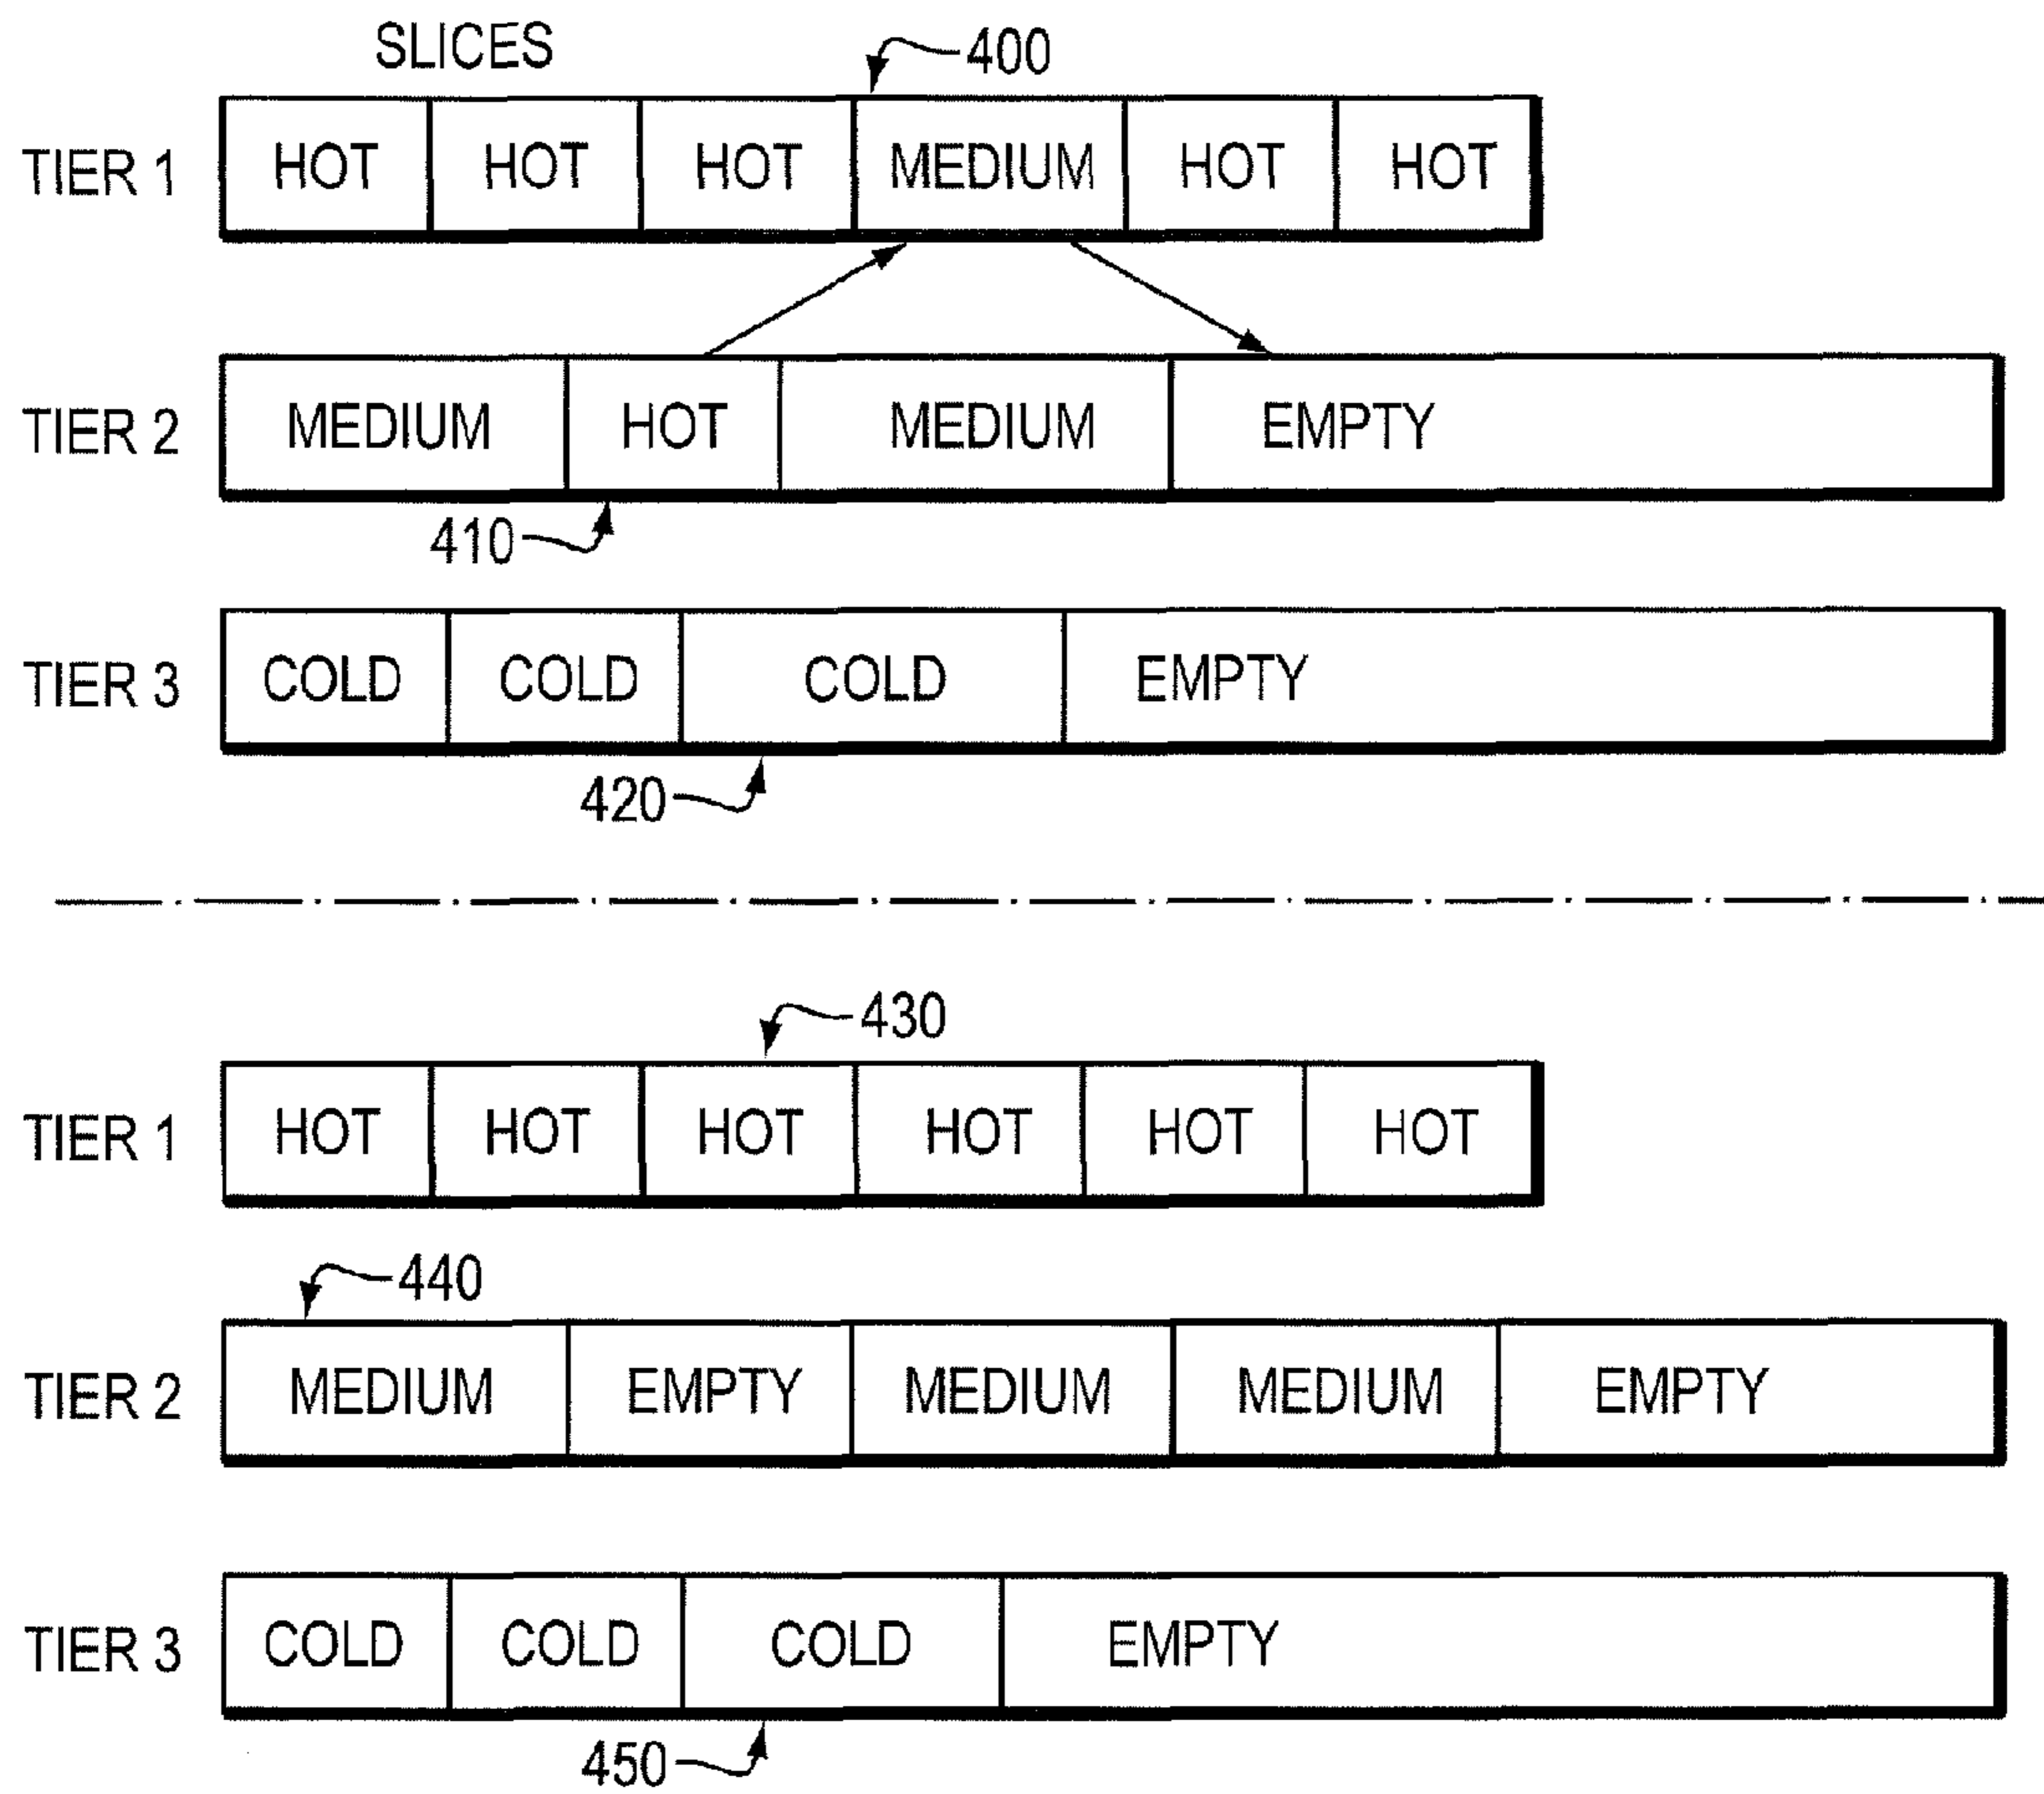 SLICES 400
TIER 1 HOT HOT HOT MEDIUM HOT HOT
TIER 2 MEDIUM HOT MEDIUM EMPTY
410
TIER 3 COLD COLD COLD EMPTY
420
430
TIER 1 HOT HOT HOT HOT HOT HOT
440
TIER 2 MEDIUM EMPTY MEDIUM MEDIUM EMPTY
TIER 3 COLD COLD COLD EMPTY
450